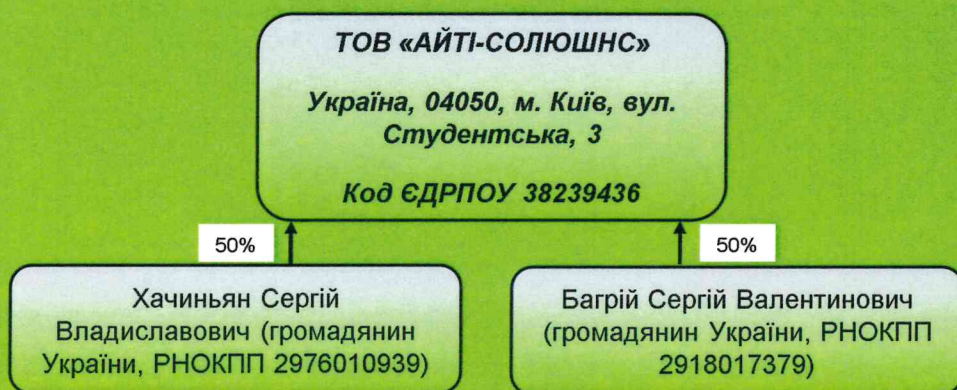 ТОВ «АЙТІ-СОЛЮШНС»
Україна, 04050, м. Київ, вул.
Студентська, 3
Код ЄДРПОУ 38239436
50%
50%
Хачиньян Сергій
Владиславович (громадянин
України, РНОКПП 2976010939)
Багрій Сергій Валентинович
(громадянин України, РНОКПП
2918017379)